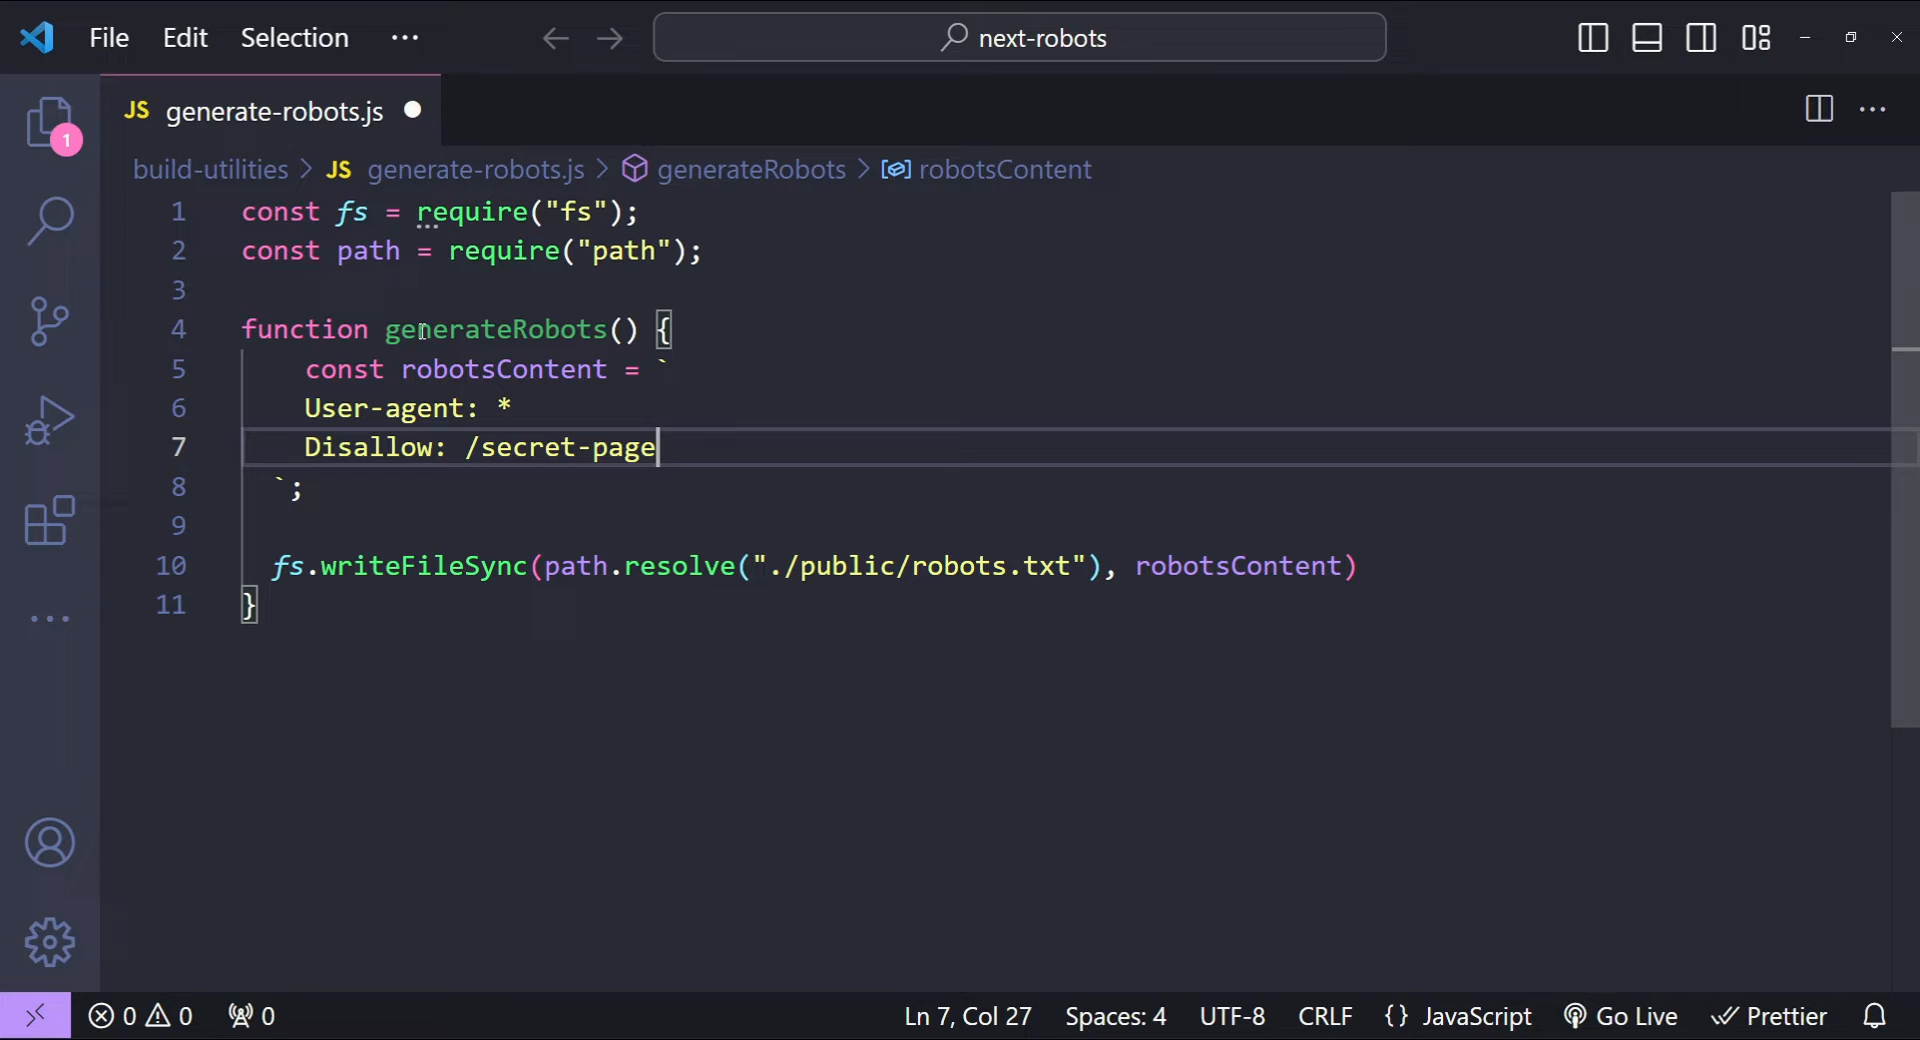 File Edit Selection ··· next-robots
JS generate-robots.js
1
build-utilities > JS generate-robots.js > generateRobots > robotsContent
1 const fs = require("fs");
2 const path = require("path");
3
4 function generateRobots() {
5     const robotsContent = `
6     User-agent: *
7     Disallow: /secret-page
8   `;
9
10   fs.writeFileSync(path.resolve("./public/robots.txt"), robotsContent)
11 }
0 0 0 Ln 7, Col 27 Spaces: 4 UTF-8 CRLF {} JavaScript Go Live Prettier